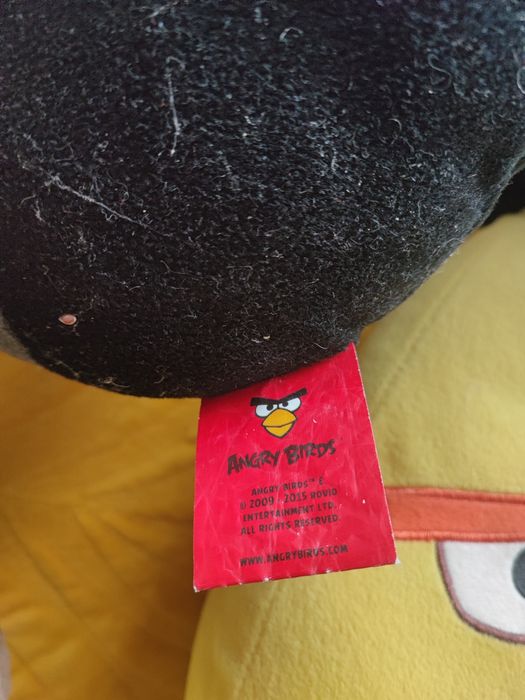 ANGRY BIRDS
ANGRY BIRDS™ &
© 2009 - 2015 ROVIO
ENTERTAINMENT LTD.
ALL RIGHTS RESERVED.
WWW.ANGRYBIRDS.COM